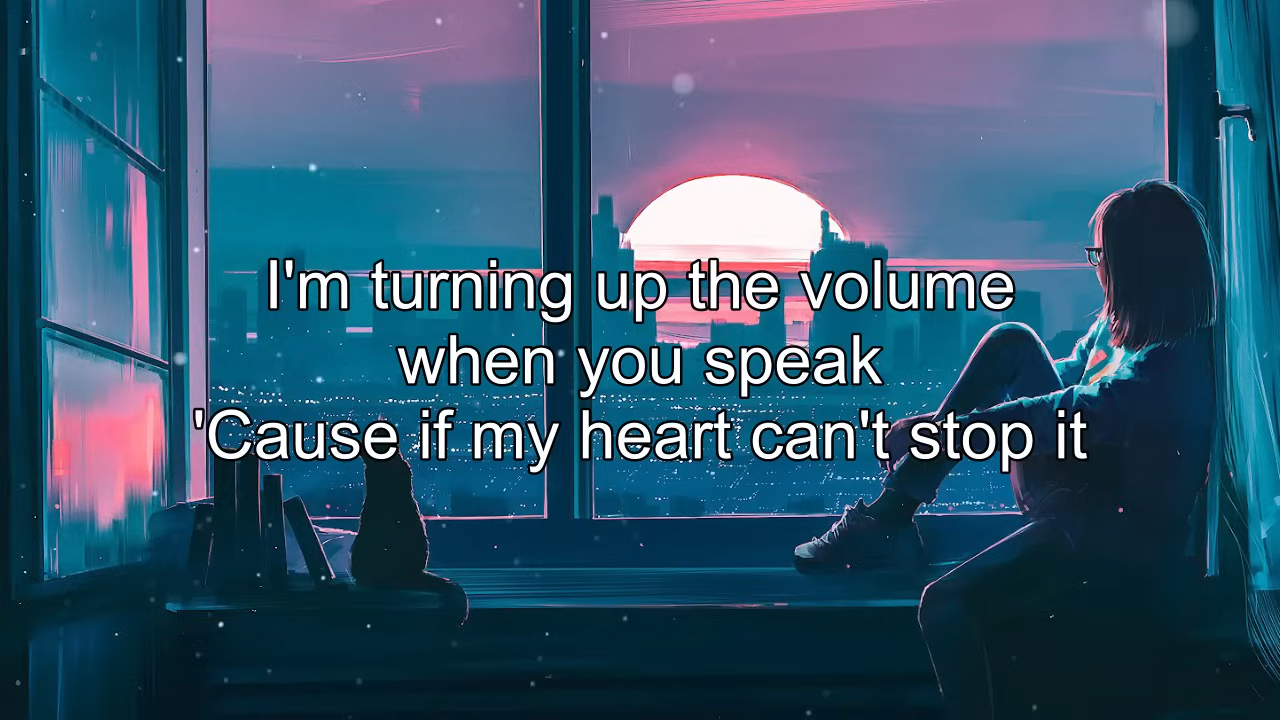 I'm turning up the volume
when you speak
'Cause if my heart can't stop it